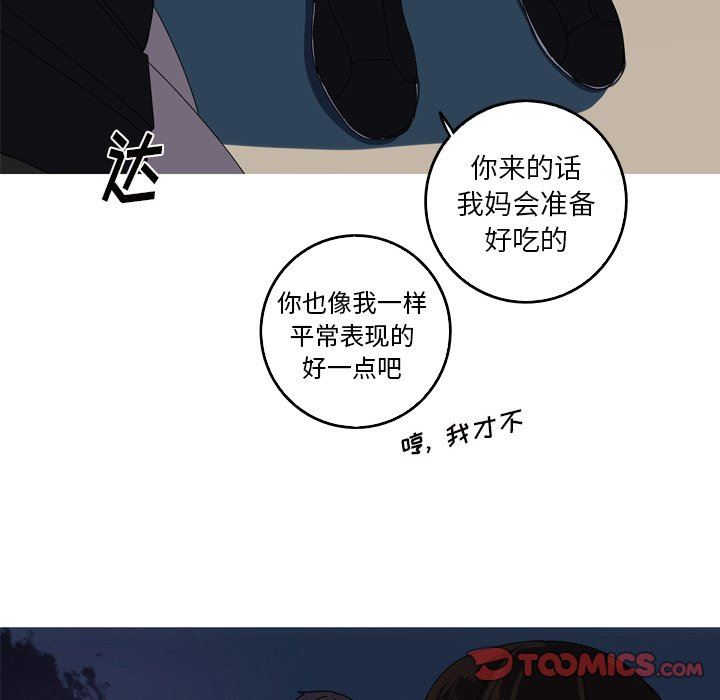 达
你来的话
我妈会准备
好吃的
你也像我一样
平常表现的
好一点吧
哼，我才不
TOOMICS.COM